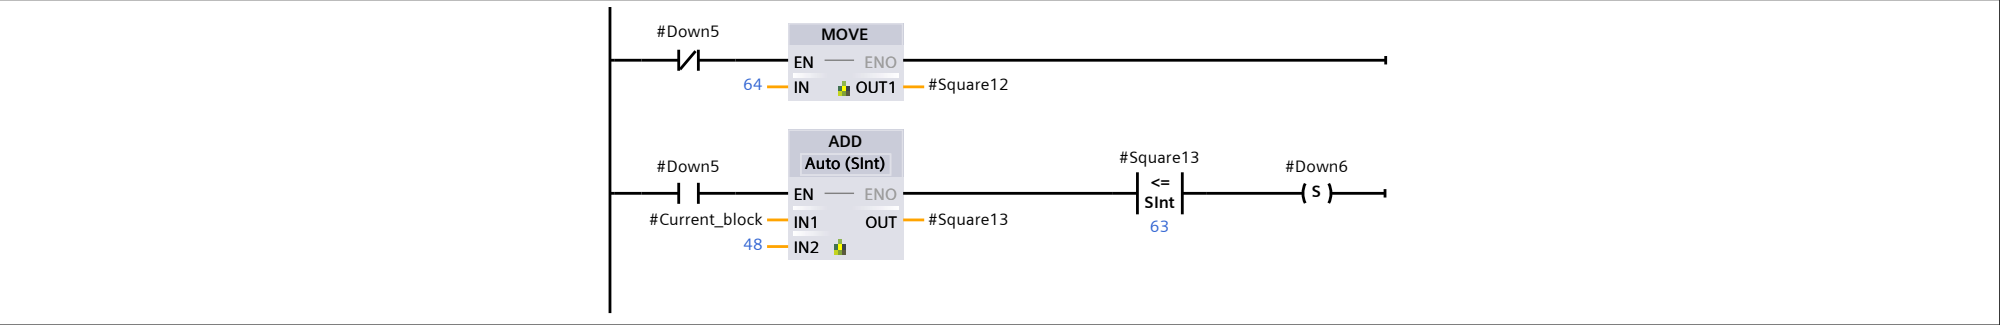 #Down5
MOVE
EN ENO
64 IN OUT1 #Square12
ADD
Auto (SInt)
#Down5
#Square13
#Down6
<=
S
EN ENO
SInt
#Current_block IN1 OUT #Square13
63
48 IN2